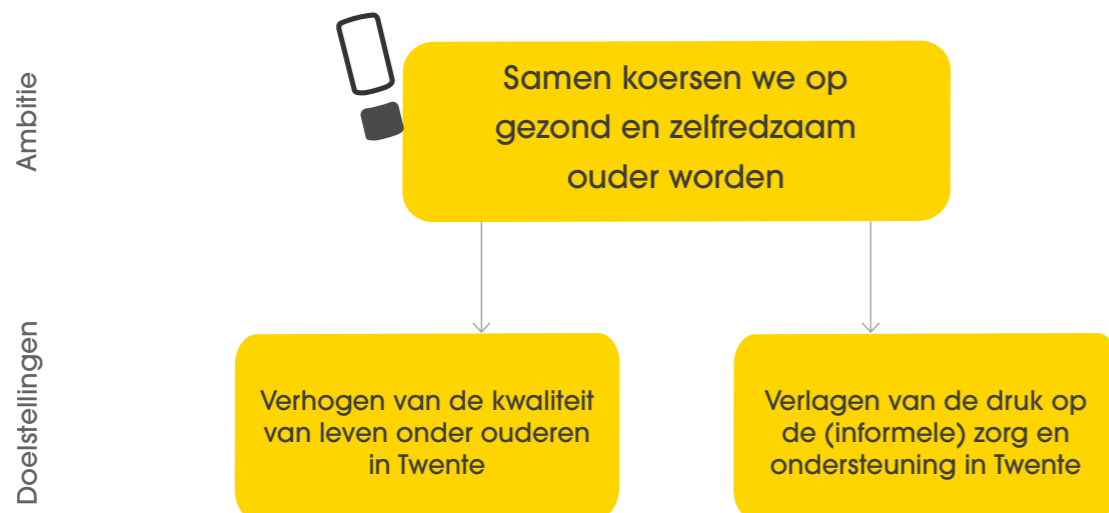 Ambitie
Samen koersen we op
gezond en zelfredzaam
ouder worden
Doelstellingen
Verhogen van de kwaliteit
van leven onder ouderen
in Twente
Verlagen van de druk op
de (informele) zorg en
ondersteuning in Twente